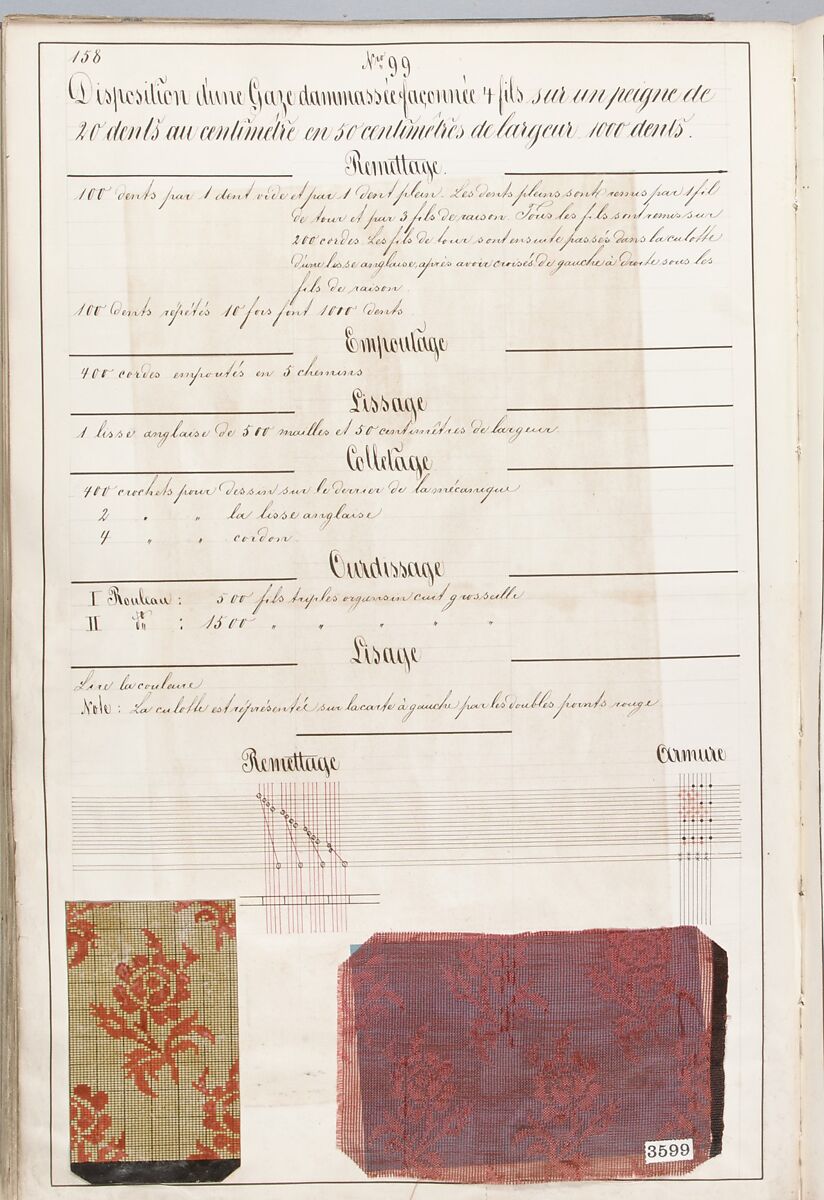 158
Nro 99
Disposition d'une Gaze dammassée façonnée 4 fils sur un peigne de
20 dents au centimètre en 50 centimètres de largeur 1000 dents.
Remettage.
100 dents par 1 dent vide et par 1 dent plein. Les dents pleins sont remis par 1 fil
de tour et par 3 fils de raison. Tous les fils sont remis sur
200 cordes. Les fils de tour sont ensuite passés dans la culotte
d'une lisse anglaise, après avoir croisés de gauche à droite sous les
fils de raison.
100 dents répétés 10 fois font 1000 dents.
Empoutage
400 cordes empoutés en 5 chemins
Lissage
1 lisse anglaise de 500 mailles et 50 centimètres de largeur.
Colletage
400 crochets pour dessin sur le derrier de la mécanique
2 " " la lisse anglaise
4 " " cordon
Ourdissage
I Rouleau : 500 fils triples organsin cuit groseille
II do : 1500 " " " " "
Lisage
Lire la couleure
Note : La culotte est réprésentée sur la carte à gauche par les doubles points rouge.
Remettage Armure
3599